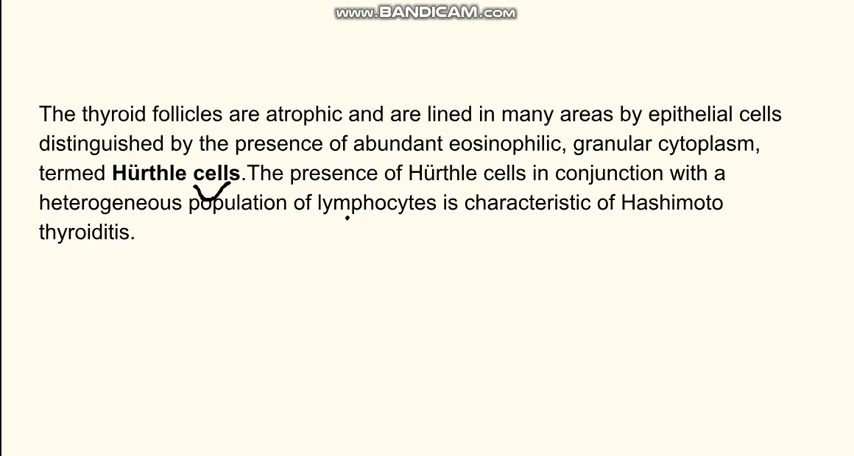 www.BANDICAM.com
The thyroid follicles are atrophic and are lined in many areas by epithelial cells
distinguished by the presence of abundant eosinophilic, granular cytoplasm,
termed Hürthle cells.The presence of Hürthle cells in conjunction with a
heterogeneous population of lymphocytes is characteristic of Hashimoto
thyroiditis.